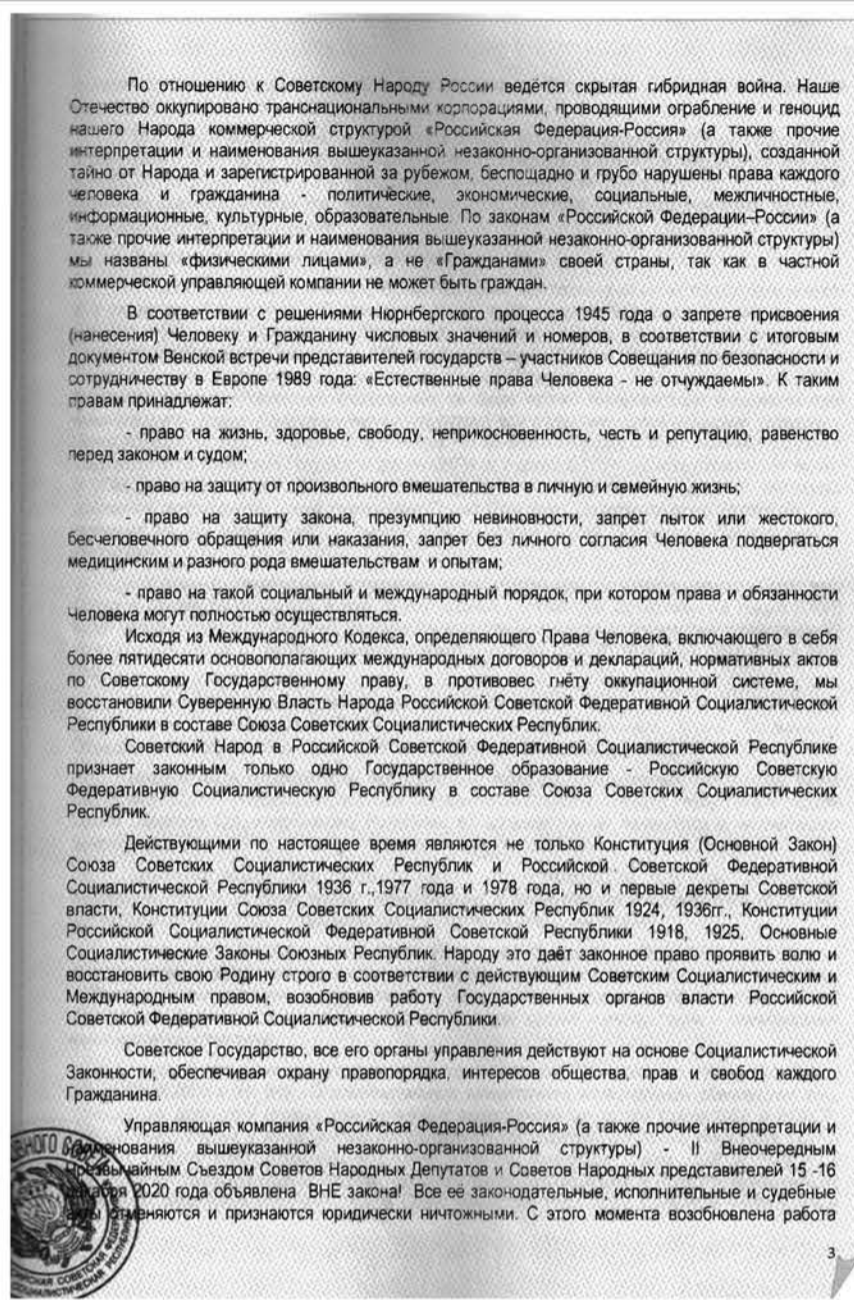 По отношению к Советскому Народу России ведётся скрытая гибридная война. Наше
Отечество оккупировано транснациональными корпорациями, проводящими ограбление и геноцид
нашего Народа коммерческой структурой «Российская Федерация-Россия» (а также прочие
интерпретации и наименования вышеуказанной незаконно-организованной структуры), созданной
тайно от Народа и зарегистрированной за рубежом, беспощадно и грубо нарушены права каждого
человека и гражданина - политические, экономические, социальные, межличностные,
информационные, культурные, образовательные. По законам «Российской Федерации–России» (а
также прочие интерпретации и наименования вышеуказанной незаконно-организованной структуры)
мы названы «физическими лицами», а не «Гражданами» своей страны, так как в частной
коммерческой управляющей компании не может быть граждан.
В соответствии с решениями Нюрнбергского процесса 1945 года о запрете присвоения
(нанесения) Человеку и Гражданину числовых значений и номеров, в соответствии с итоговым
документом Венской встречи представителей государств – участников Совещания по безопасности и
сотрудничеству в Европе 1989 года: «Естественные права Человека - не отчуждаемы». К таким
правам принадлежат:
- право на жизнь, здоровье, свободу, неприкосновенность, честь и репутацию, равенство
перед законом и судом;
- право на защиту от произвольного вмешательства в личную и семейную жизнь;
- право на защиту закона, презумпцию невиновности, запрет пыток или жестокого,
бесчеловечного обращения или наказания, запрет без личного согласия Человека подвергаться
медицинским и разного рода вмешательствам и опытам;
- право на такой социальный и международный порядок, при котором права и обязанности
Человека могут полностью осуществляться.
Исходя из Международного Кодекса, определяющего Права Человека, включающего в себя
более пятидесяти основополагающих международных договоров и деклараций, нормативных актов
по Советскому Государственному праву, в противовес гнёту оккупационной системе, мы
восстановили Суверенную Власть Народа Российской Советской Федеративной Социалистической
Республики в составе Союза Советских Социалистических Республик.
Советский Народ в Российской Советской Федеративной Социалистической Республике
признает законным только одно Государственное образование - Российскую Советскую
Федеративную Социалистическую Республику в составе Союза Советских Социалистических
Республик.
Действующими по настоящее время являются не только Конституция (Основной Закон)
Союза Советских Социалистических Республик и Российской Советской Федеративной
Социалистической Республики 1936 г.,1977 года и 1978 года, но и первые декреты Советской
власти, Конституции Союза Советских Социалистических Республик 1924, 1936гг., Конституции
Российской Социалистической Федеративной Советской Республики 1918, 1925, Основные
Социалистические Законы Союзных Республик. Народу это даёт законное право проявить волю и
восстановить свою Родину строго в соответствии с действующим Советским Социалистическим и
Международным правом, возобновив работу Государственных органов власти Российской
Советской Федеративной Социалистической Республики.
Советское Государство, все его органы управления действуют на основе Социалистической
Законности, обеспечивая охрану правопорядка, интересов общества, прав и свобод каждого
Гражданина.
Управляющая компания «Российская Федерация-Россия» (а также прочие интерпретации и
наименования вышеуказанной незаконно-организованной структуры) - II Внеочередным
Чрезвычайным Съездом Советов Народных Депутатов и Советов Народных представителей 15 -16
декабря 2020 года объявлена ВНЕ закона! Все её законодательные, исполнительные и судебные
акты отменяются и признаются юридически ничтожными. С этого момента возобновлена работа
3